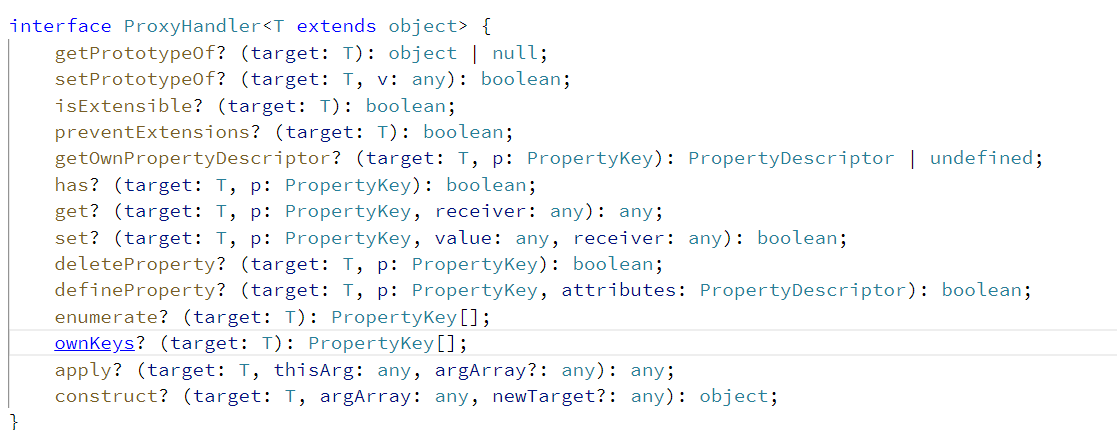 interface ProxyHandler<T extends object> {
    getPrototypeOf? (target: T): object | null;
    setPrototypeOf? (target: T, v: any): boolean;
    isExtensible? (target: T): boolean;
    preventExtensions? (target: T): boolean;
    getOwnPropertyDescriptor? (target: T, p: PropertyKey): PropertyDescriptor | undefined;
    has? (target: T, p: PropertyKey): boolean;
    get? (target: T, p: PropertyKey, receiver: any): any;
    set? (target: T, p: PropertyKey, value: any, receiver: any): boolean;
    deleteProperty? (target: T, p: PropertyKey): boolean;
    defineProperty? (target: T, p: PropertyKey, attributes: PropertyDescriptor): boolean;
    enumerate? (target: T): PropertyKey[];
    ownKeys? (target: T): PropertyKey[];
    apply? (target: T, thisArg: any, argArray?: any): any;
    construct? (target: T, argArray: any, newTarget?: any): object;
}